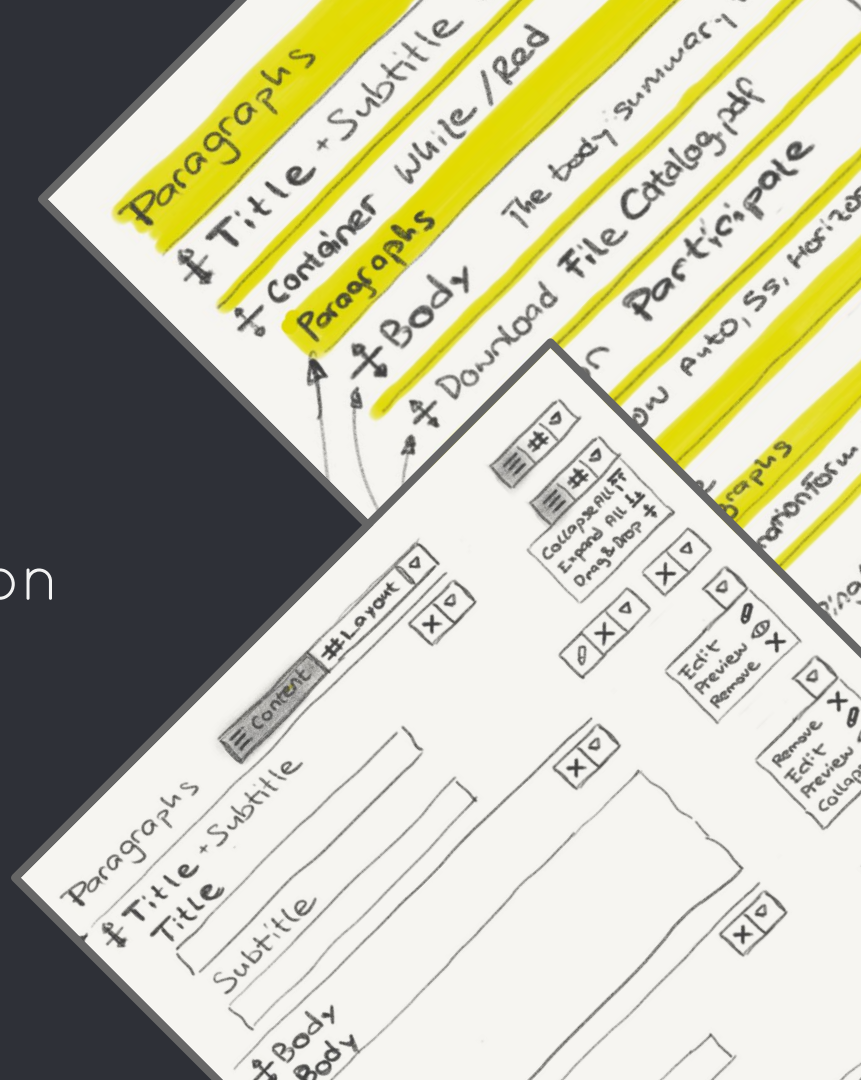 Paragraphs
Title + Subtitle
Container White/Red
Paragraphs
Body The body summary
Download File Catalog.pdf
Participate
Auto, 5s, Horizon
on
#
#
Collapse All
Expand All
Drag & Drop
Edit
Preview
Remove
Remove
Edit
Preview
Collaps
Content # Layout
Paragraphs
Title + Subtitle
Title
Subtitle
Body
Body